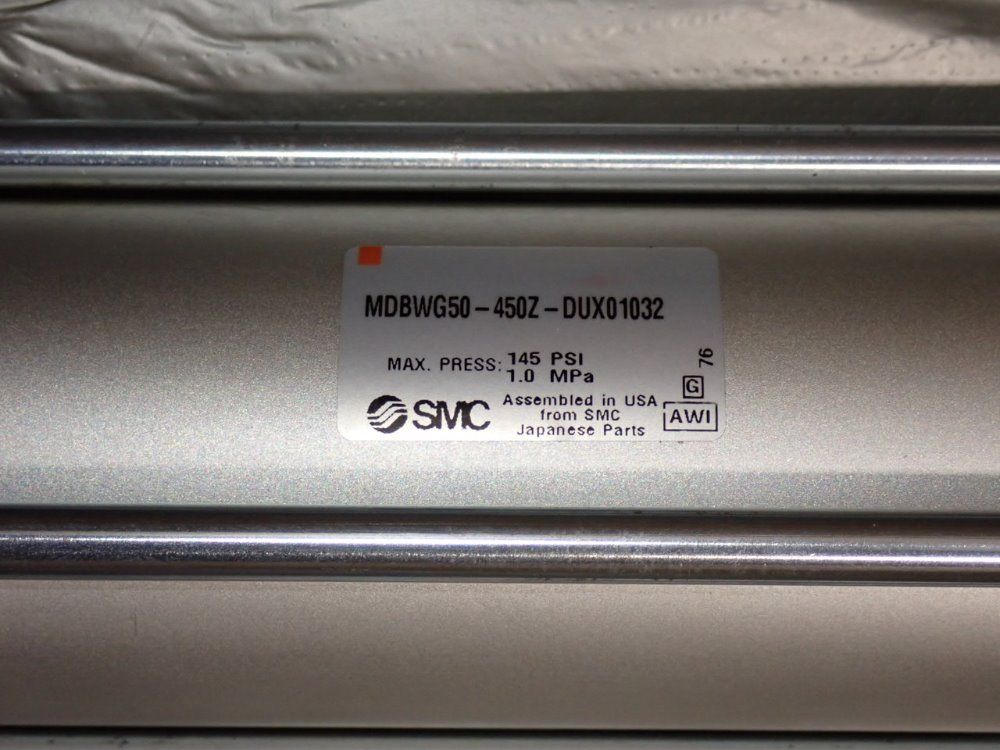 MDBWG50-450Z-DUX01032
MAX. PRESS: 145 PSI
1.0 MPa
76
G
SMC
Assembled in USA
from SMC
Japanese Parts
AWI